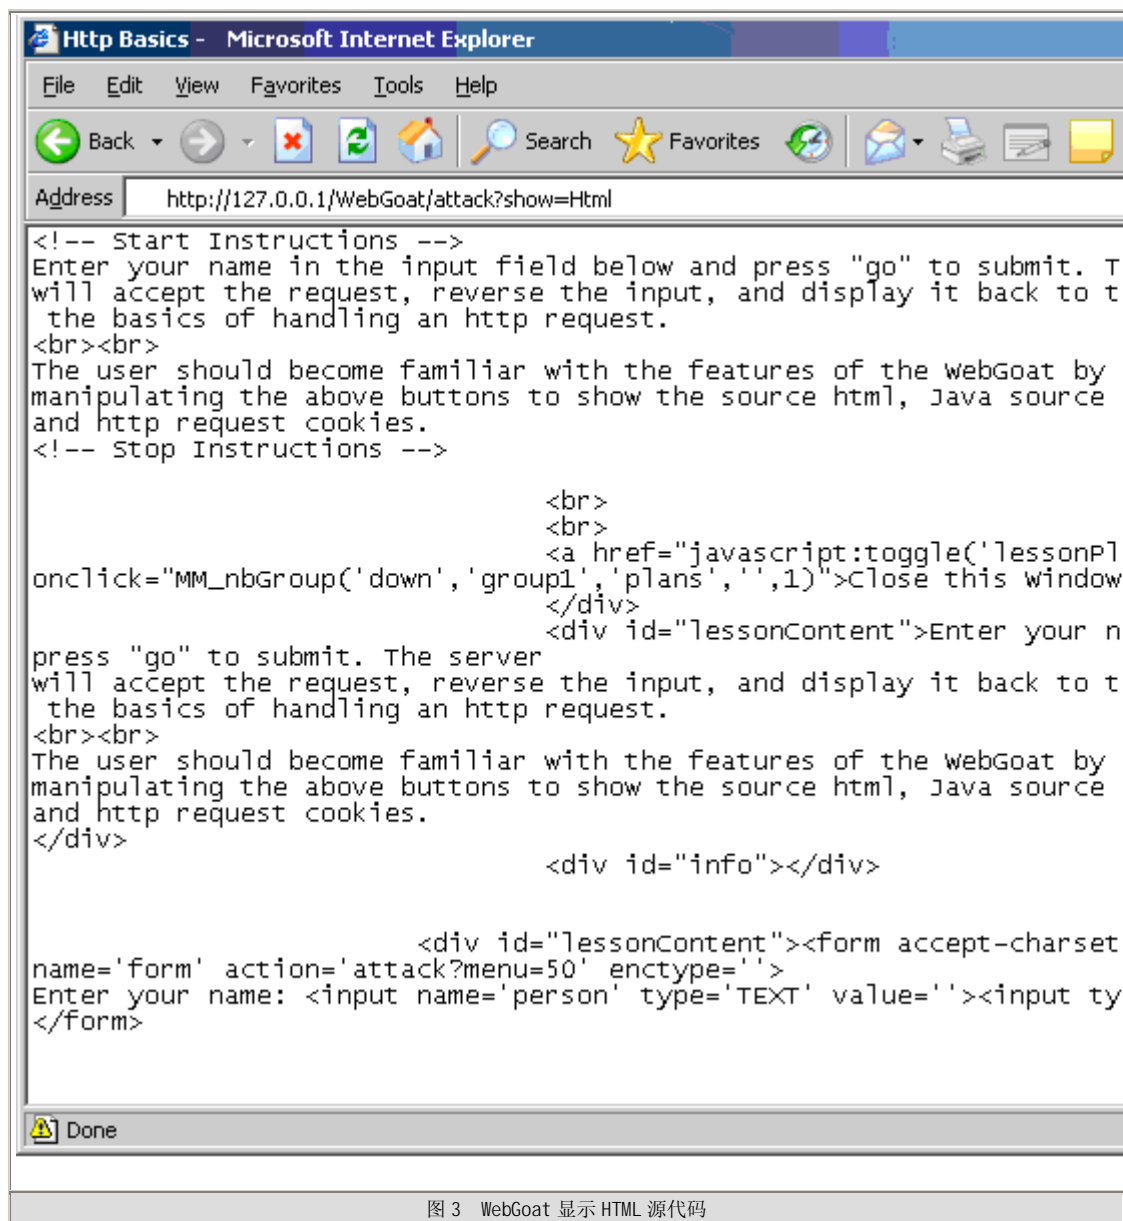 Http Basics - Microsoft Internet Explorer
File Edit View Favorites Tools Help
Back Search Favorites
Address http://127.0.0.1/WebGoat/attack?show=Html
<!-- Start Instructions -->
Enter your name in the input field below and press "go" to submit. T
will accept the request, reverse the input, and display it back to t
the basics of handling an http request.
<br><br>
The user should become familiar with the features of the WebGoat by
manipulating the above buttons to show the source html, Java source
and http request cookies.
<!-- Stop Instructions -->
<br>
<br>
<a href="javascript:toggle('lessonPl
onclick="MM_nbGroup('down','group1','plans','',1)">Close this Window
</div>
<div id="lessonContent">Enter your n
press "go" to submit. The server
will accept the request, reverse the input, and display it back to t
the basics of handling an http request.
<br><br>
The user should become familiar with the features of the WebGoat by
manipulating the above buttons to show the source html, Java source
and http request cookies.
</div>
<div id="info"></div>
<div id="lessonContent"><form accept-charset
name='form' action='attack?menu=50' enctype=''>
Enter your name: <input name='person' type='TEXT' value=''><input ty
</form>
Done
图 3 WebGoat 显示 HTML 源代码